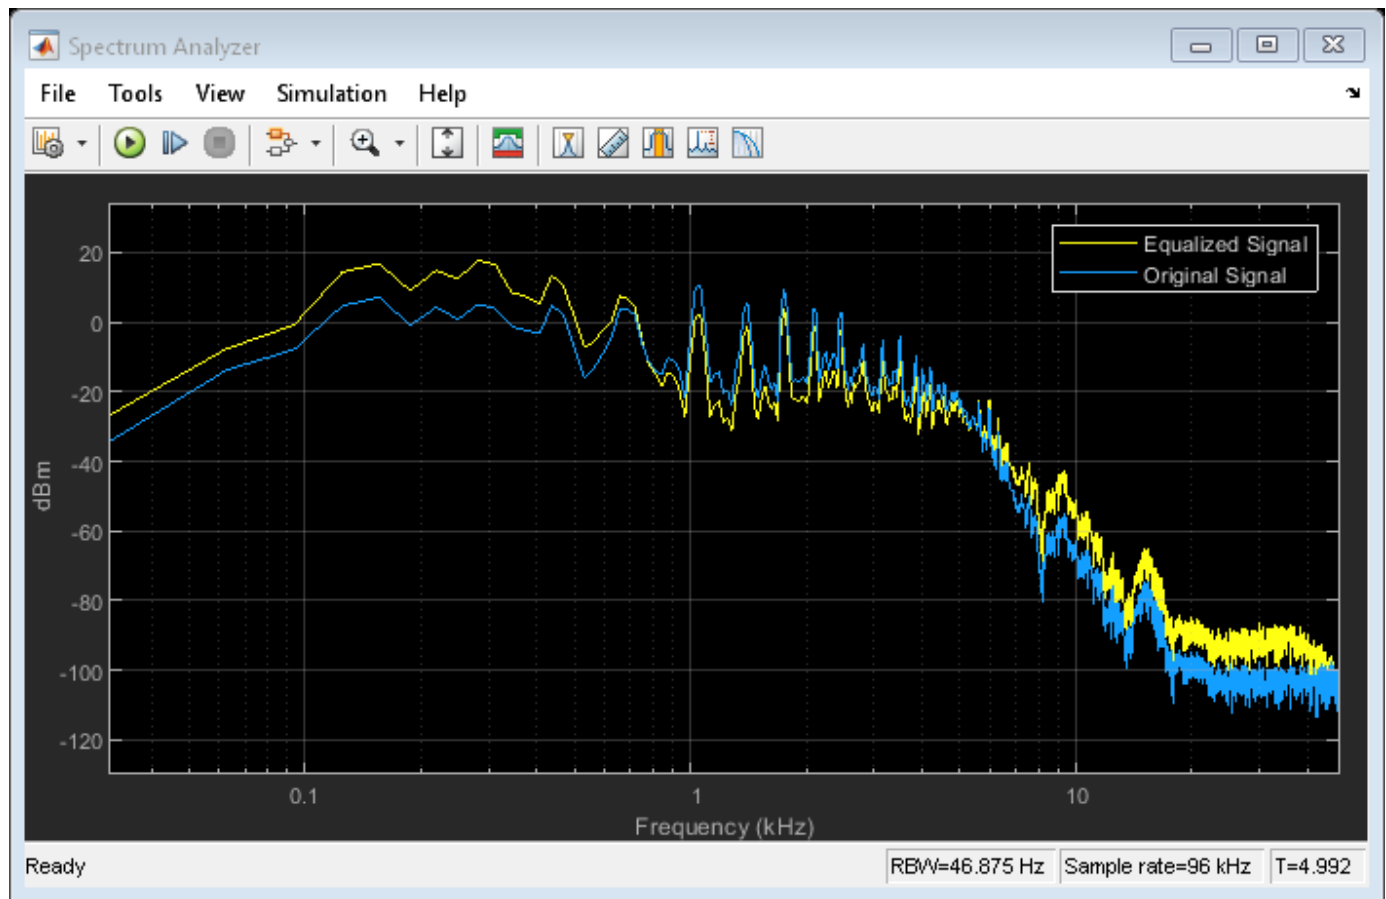 Spectrum Analyzer
File Tools View Simulation Help
Equalized Signal
Original Signal
20
0
-20
-40
-60
-80
-100
-120
dBm
0.1 1 10
Frequency (kHz)
Ready RBW=46.875 Hz Sample rate=96 kHz T=4.992